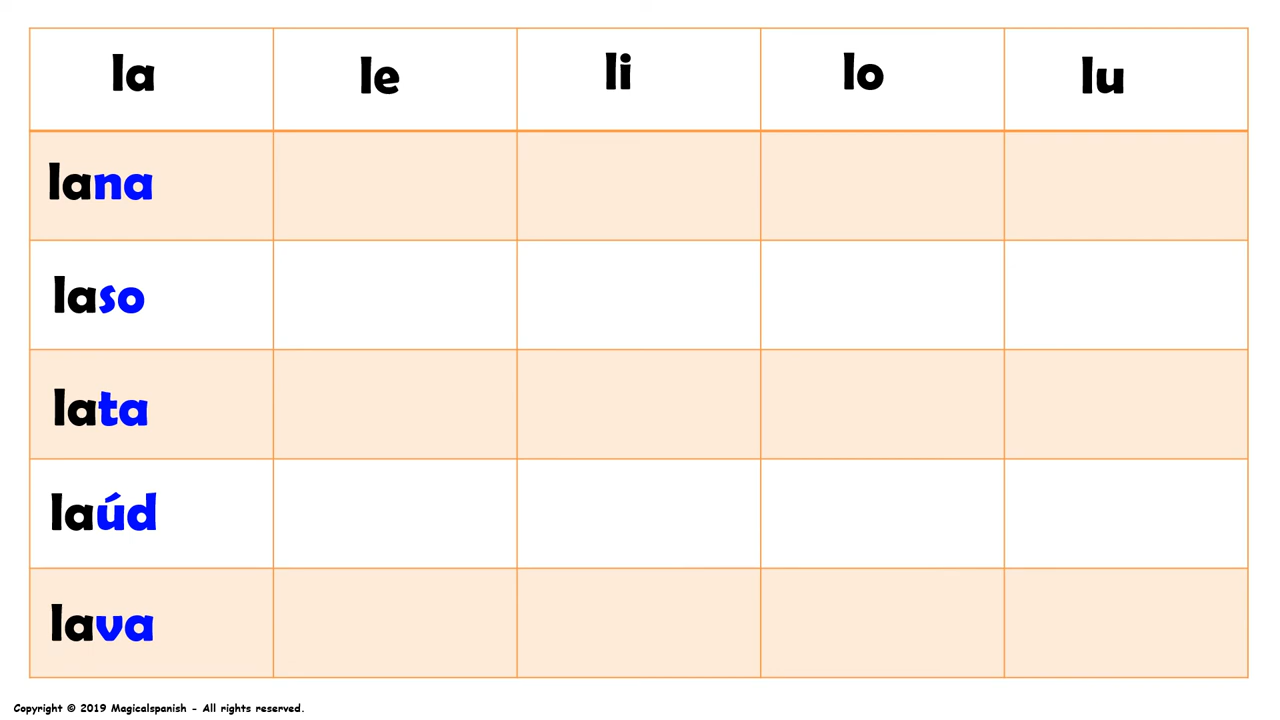 la le li lo lu
lana
laso
lata
laúd
lava
Copyright © 2019 Magicalspanish - All rights reserved.